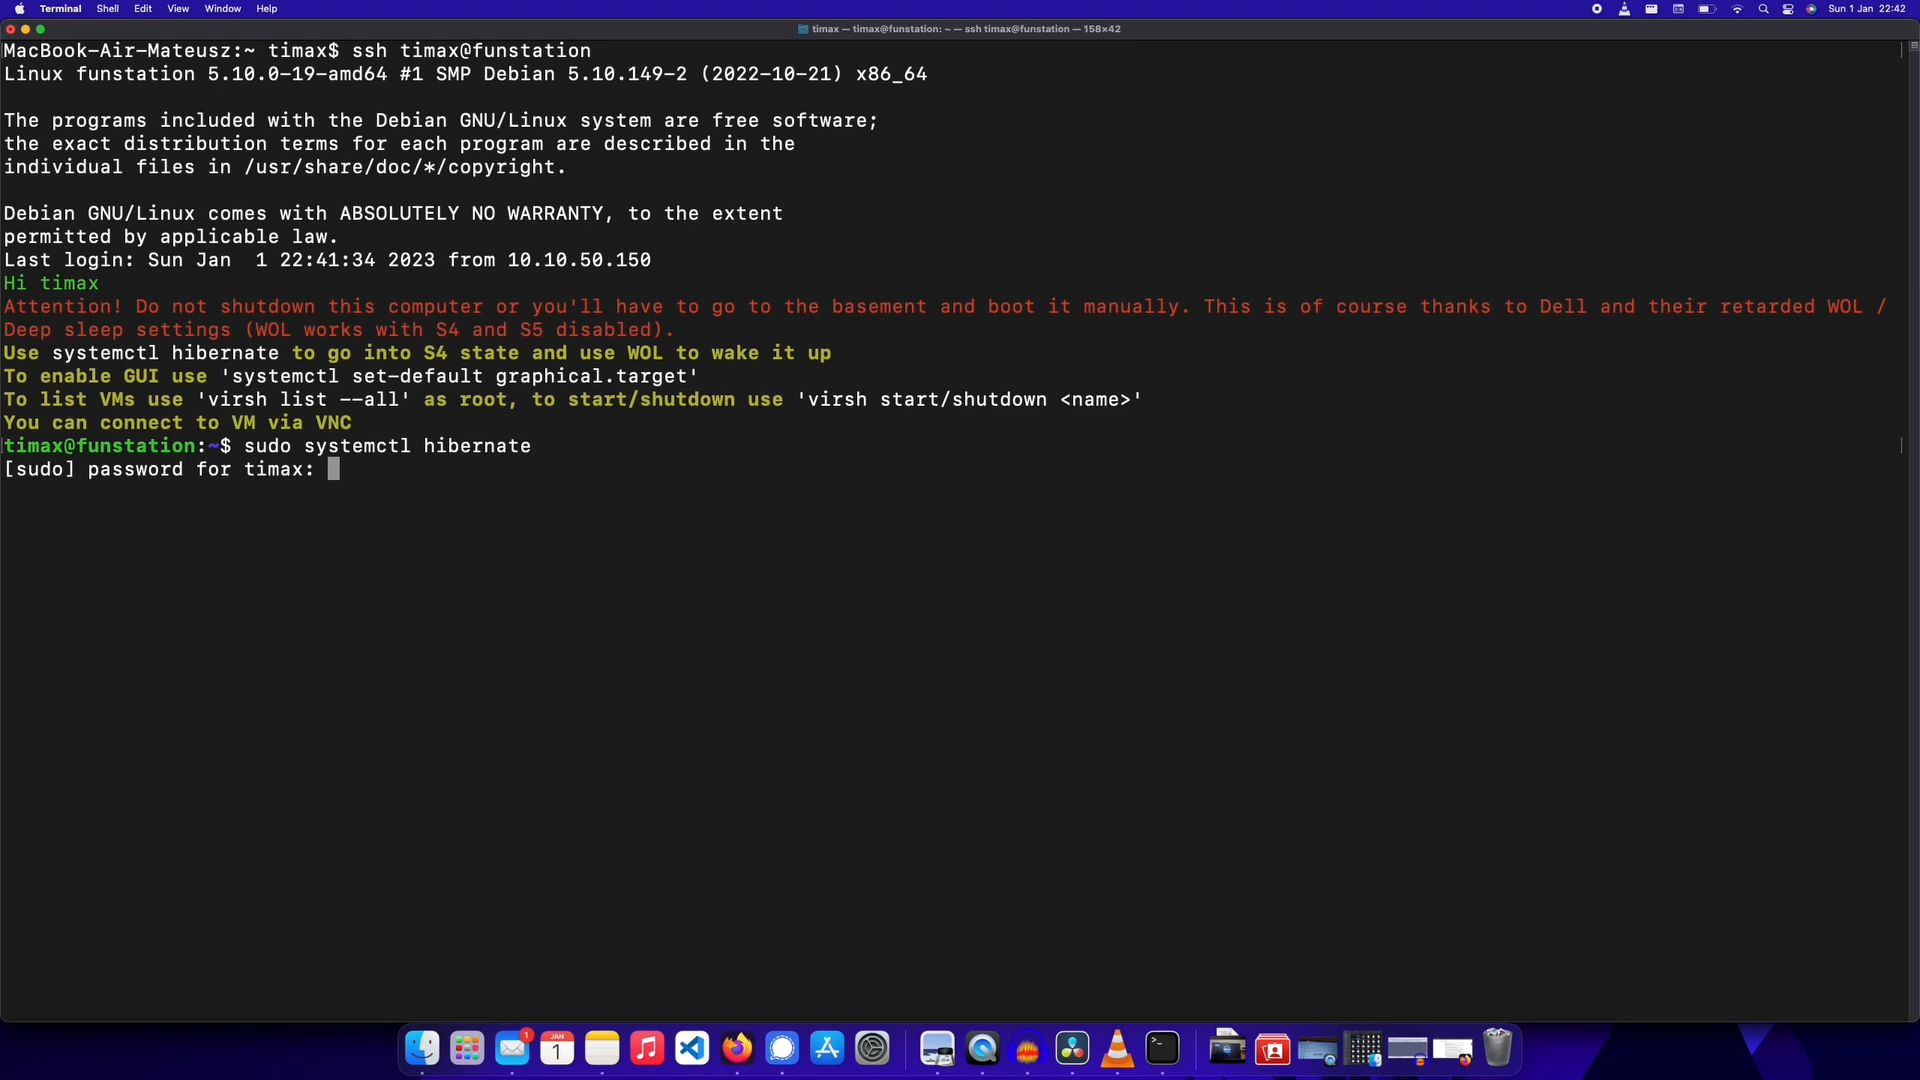 Terminal Shell Edit View Window Help Sun 1 Jan 22:42
timax — timax@funstation: ~ — ssh timax@funstation — 158×42
MacBook-Air-Mateusz:~ timax$ ssh timax@funstation
Linux funstation 5.10.0-19-amd64 #1 SMP Debian 5.10.149-2 (2022-10-21) x86_64
The programs included with the Debian GNU/Linux system are free software;
the exact distribution terms for each program are described in the
individual files in /usr/share/doc/*/copyright.
Debian GNU/Linux comes with ABSOLUTELY NO WARRANTY, to the extent
permitted by applicable law.
Last login: Sun Jan  1 22:41:34 2023 from 10.10.50.150
Hi timax
Attention! Do not shutdown this computer or you'll have to go to the basement and boot it manually. This is of course thanks to Dell and their retarded WOL /
Deep sleep settings (WOL works with S4 and S5 disabled).
Use systemctl hibernate to go into S4 state and use WOL to wake it up
To enable GUI use 'systemctl set-default graphical.target'
To list VMs use 'virsh list --all' as root, to start/shutdown use 'virsh start/shutdown <name>'
You can connect to VM via VNC
timax@funstation:~$ sudo systemctl hibernate
[sudo] password for timax:
1
JAN
1